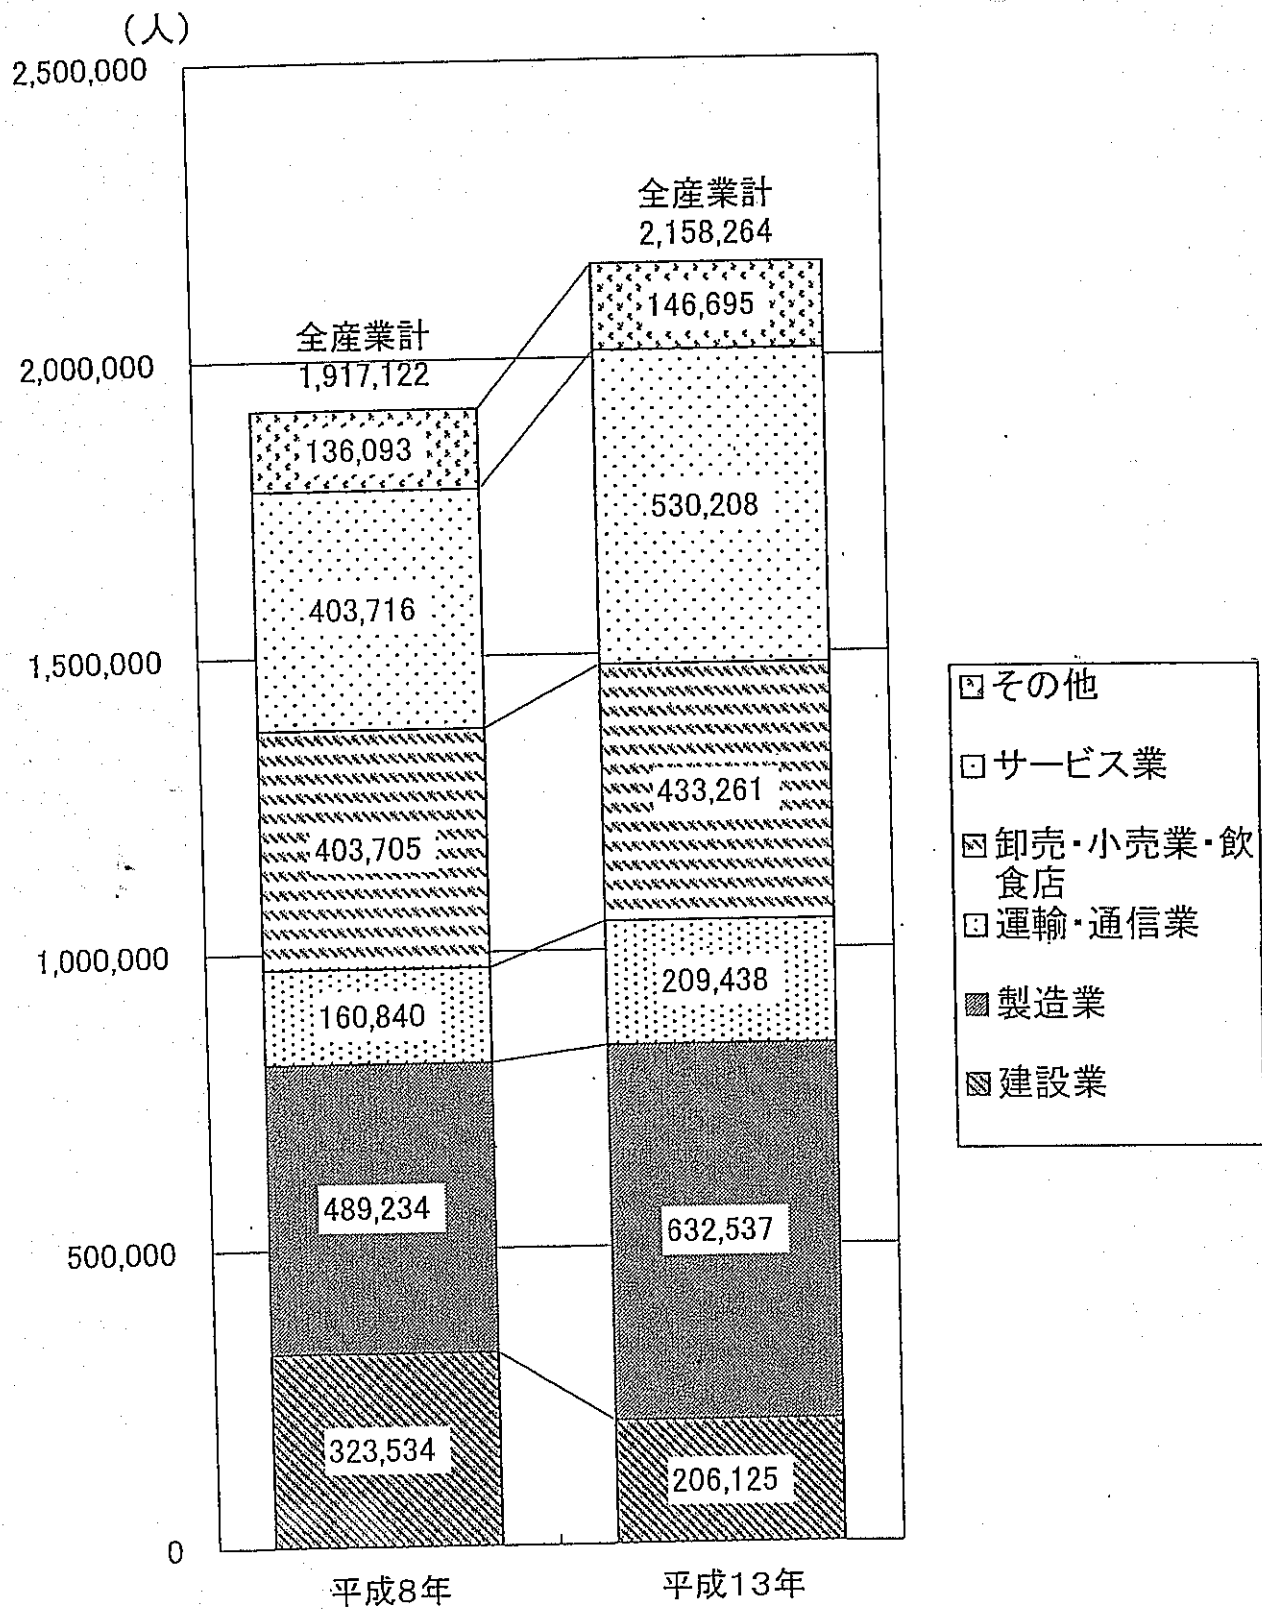 (人)
2,500,000
2,000,000
1,500,000
1,000,000
500,000
0
全産業計
1,917,122
136,093
403,716
403,705
160,840
489,234
323,534
平成8年
全産業計
2,158,264
146,695
530,208
433,261
209,438
632,537
206,125
平成13年
その他
サービス業
卸売・小売業・飲
食店
運輸・通信業
製造業
建設業